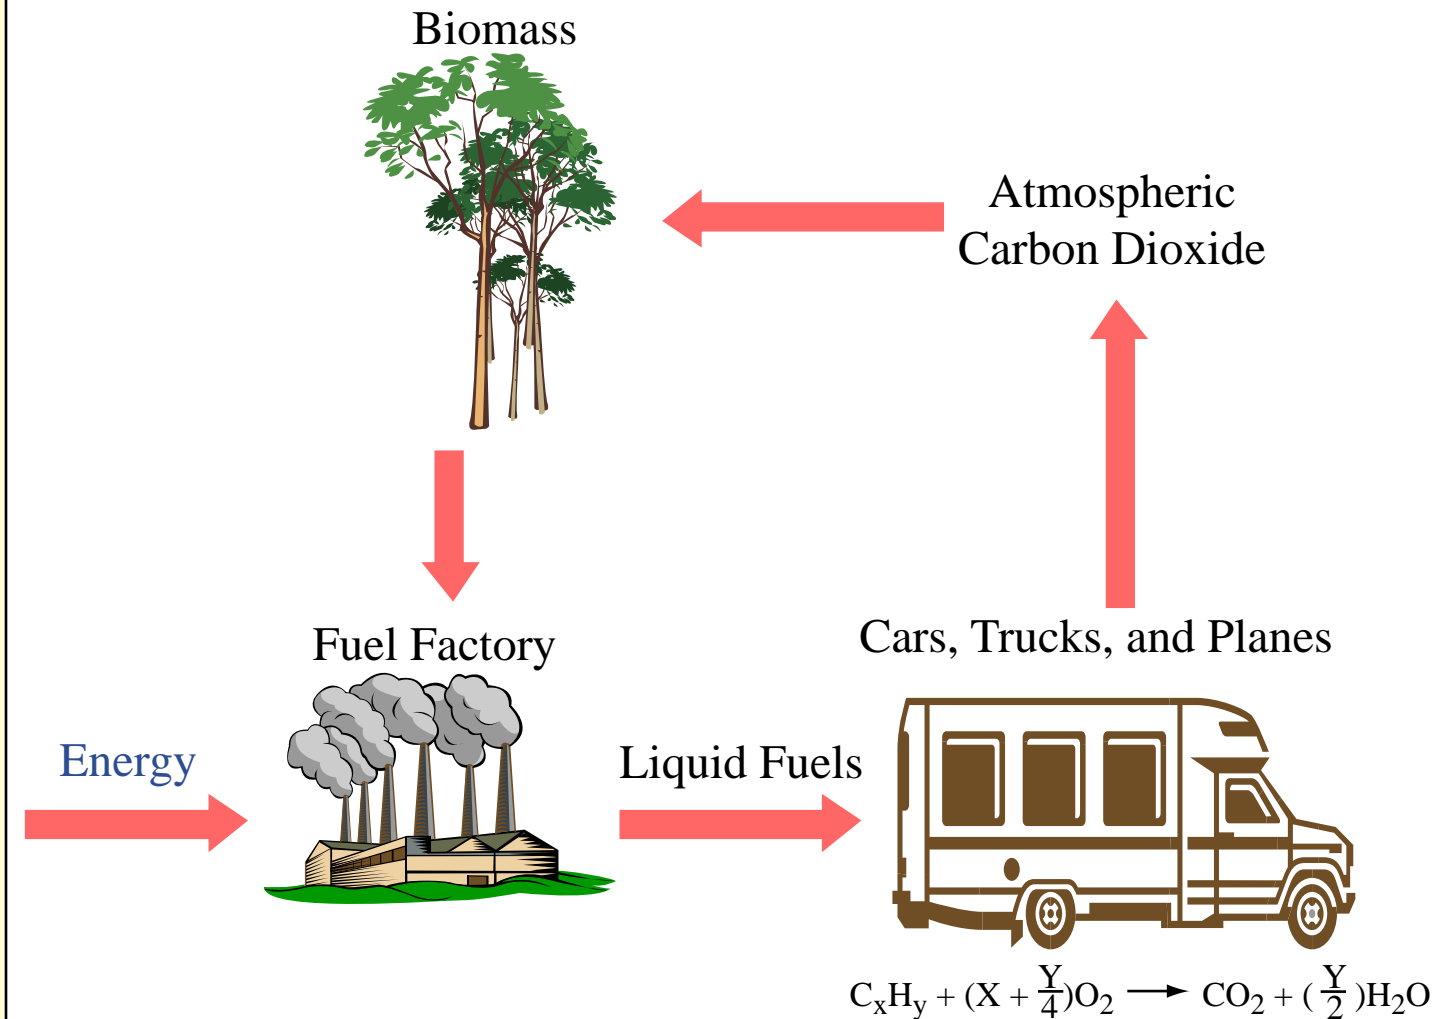 Biomass
Atmospheric
Carbon Dioxide
Fuel Factory
Cars, Trucks, and Planes
Energy
Liquid Fuels
CxHy + (X + Y/4)O2 → CO2 + (Y/2)H2O